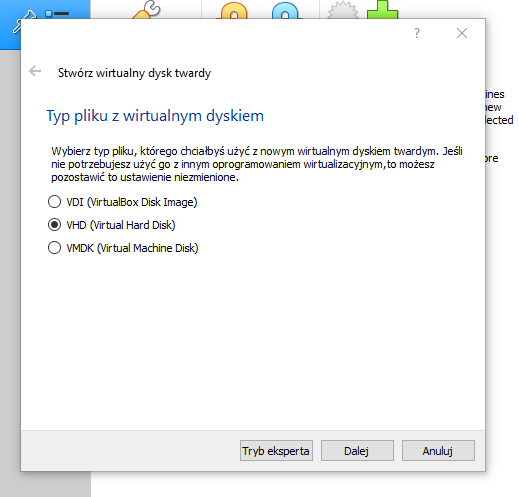 ?
Stwórz wirtualny dysk twardy
ines
new
lected
Typ pliku z wirtualnym dyskiem
Wybierz typ pliku, którego chciałbyś użyć z nowym wirtualnym dyskiem twardym. Jeśli
nie potrzebujesz użyć go z innym oprogramowaniem wirtualizacyjnym,to możesz
pozostawić to ustawienie niezmienione.
ore
VDI (VirtualBox Disk Image)
VHD (Virtual Hard Disk)
VMDK (Virtual Machine Disk)
Tryb eksperta
Dalej
Anuluj